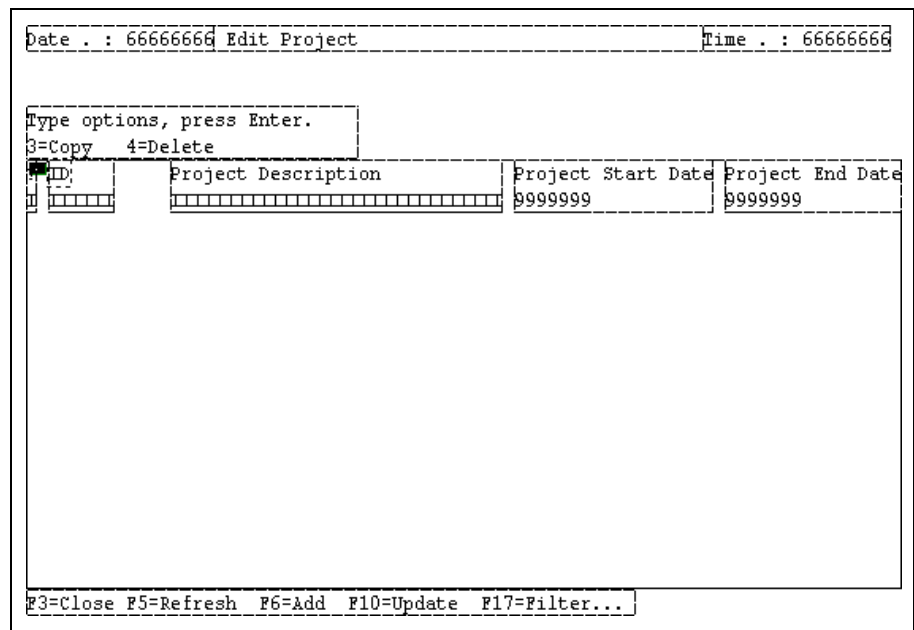 Date . : 66666666 Edit Project Time . : 66666666
Type options, press Enter.
3=Copy 4=Delete
ID Project Description Project Start Date Project End Date
9999999 9999999
F3=Close F5=Refresh F6=Add F10=Update F17=Filter...